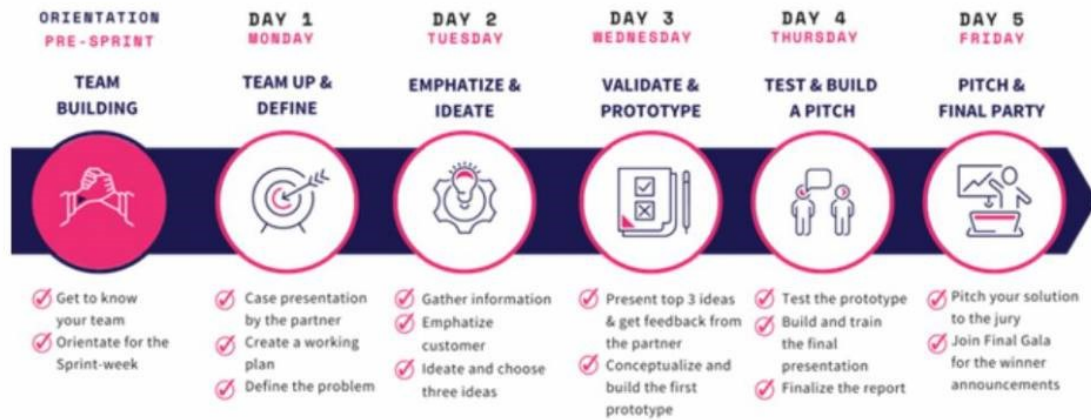 ORIENTATION
PRE-SPRINT
TEAM
BUILDING
Get to know
your team
Orientate for the
Sprint-week
DAY 1
MONDAY
TEAM UP &
DEFINE
Case presentation
by the partner
Create a working
plan
Define the problem
DAY 2
TUESDAY
EMPHATIZE &
IDEATE
Gather information
Emphatize
customer
Ideate and choose
three ideas
DAY 3
WEDNESDAY
VALIDATE &
PROTOTYPE
Present top 3 ideas
& get feedback from
the partner
Conceptualize and
build the first
prototype
DAY 4
THURSDAY
TEST & BUILD
A PITCH
Test the prototype
Build and train
the final
presentation
Finalize the report
DAY 5
FRIDAY
PITCH &
FINAL PARTY
Pitch your solution
to the jury
Join Final Gala
for the winner
announcements